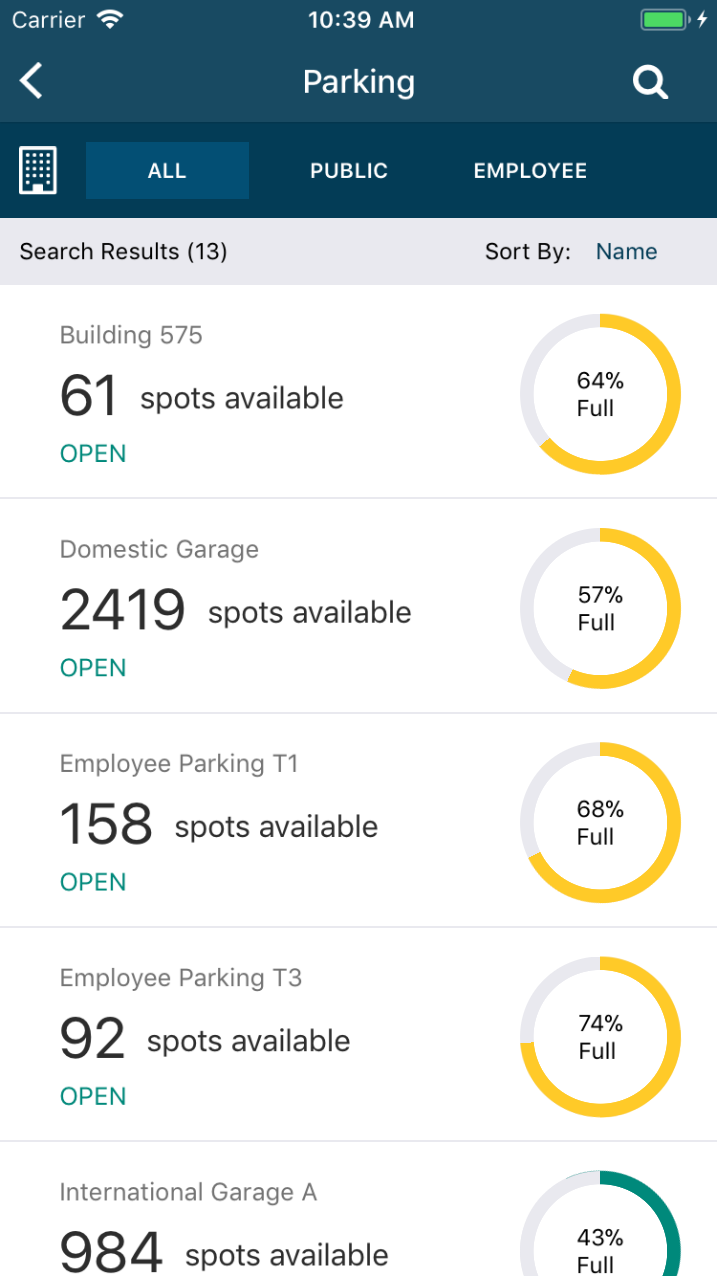 Carrier 10:39 AM
Parking
ALL PUBLIC EMPLOYEE
Search Results (13) Sort By: Name
Building 575
61 spots available
OPEN
64%
Full
Domestic Garage
2419 spots available
OPEN
57%
Full
Employee Parking T1
158 spots available
OPEN
68%
Full
Employee Parking T3
92 spots available
OPEN
74%
Full
International Garage A
984 spots available
43%
Full